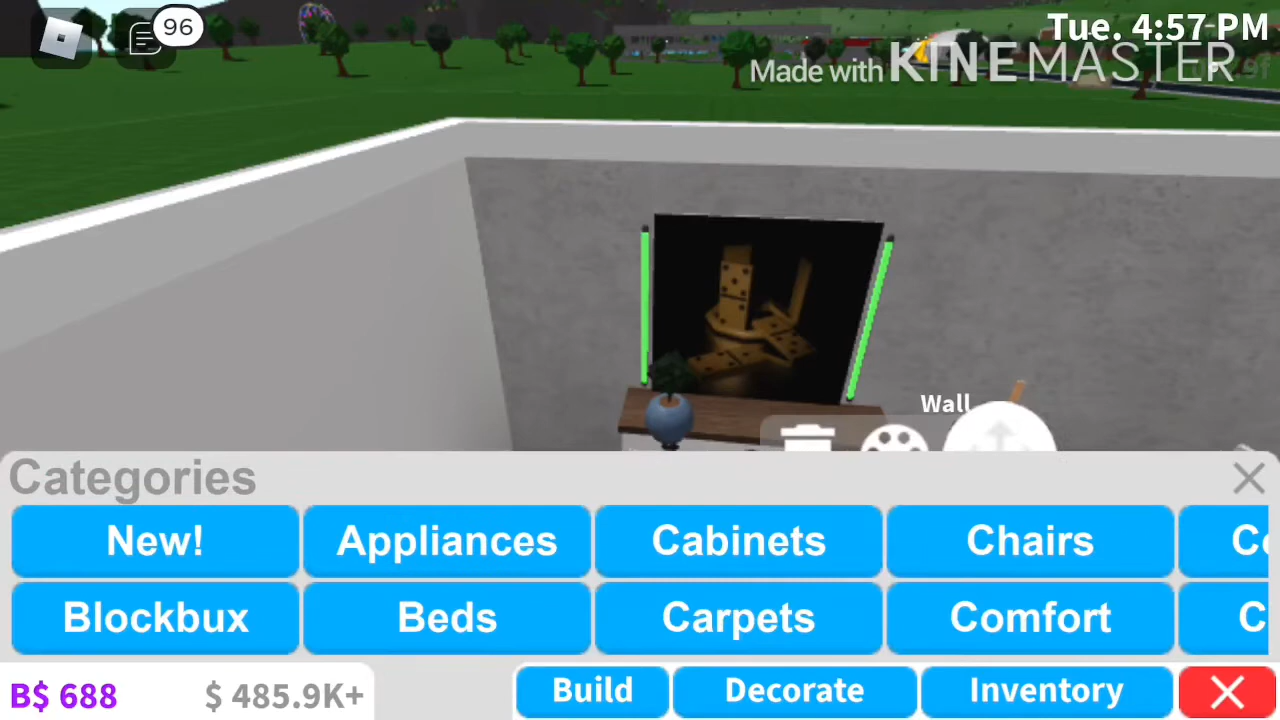 96
Tue. 4:57 PM
Made with KINEMASTER
Wall
Categories
New!
Appliances
Cabinets
Chairs
Blockbux
Beds
Carpets
Comfort
B$ 688
$ 485.9K+
Build
Decorate
Inventory